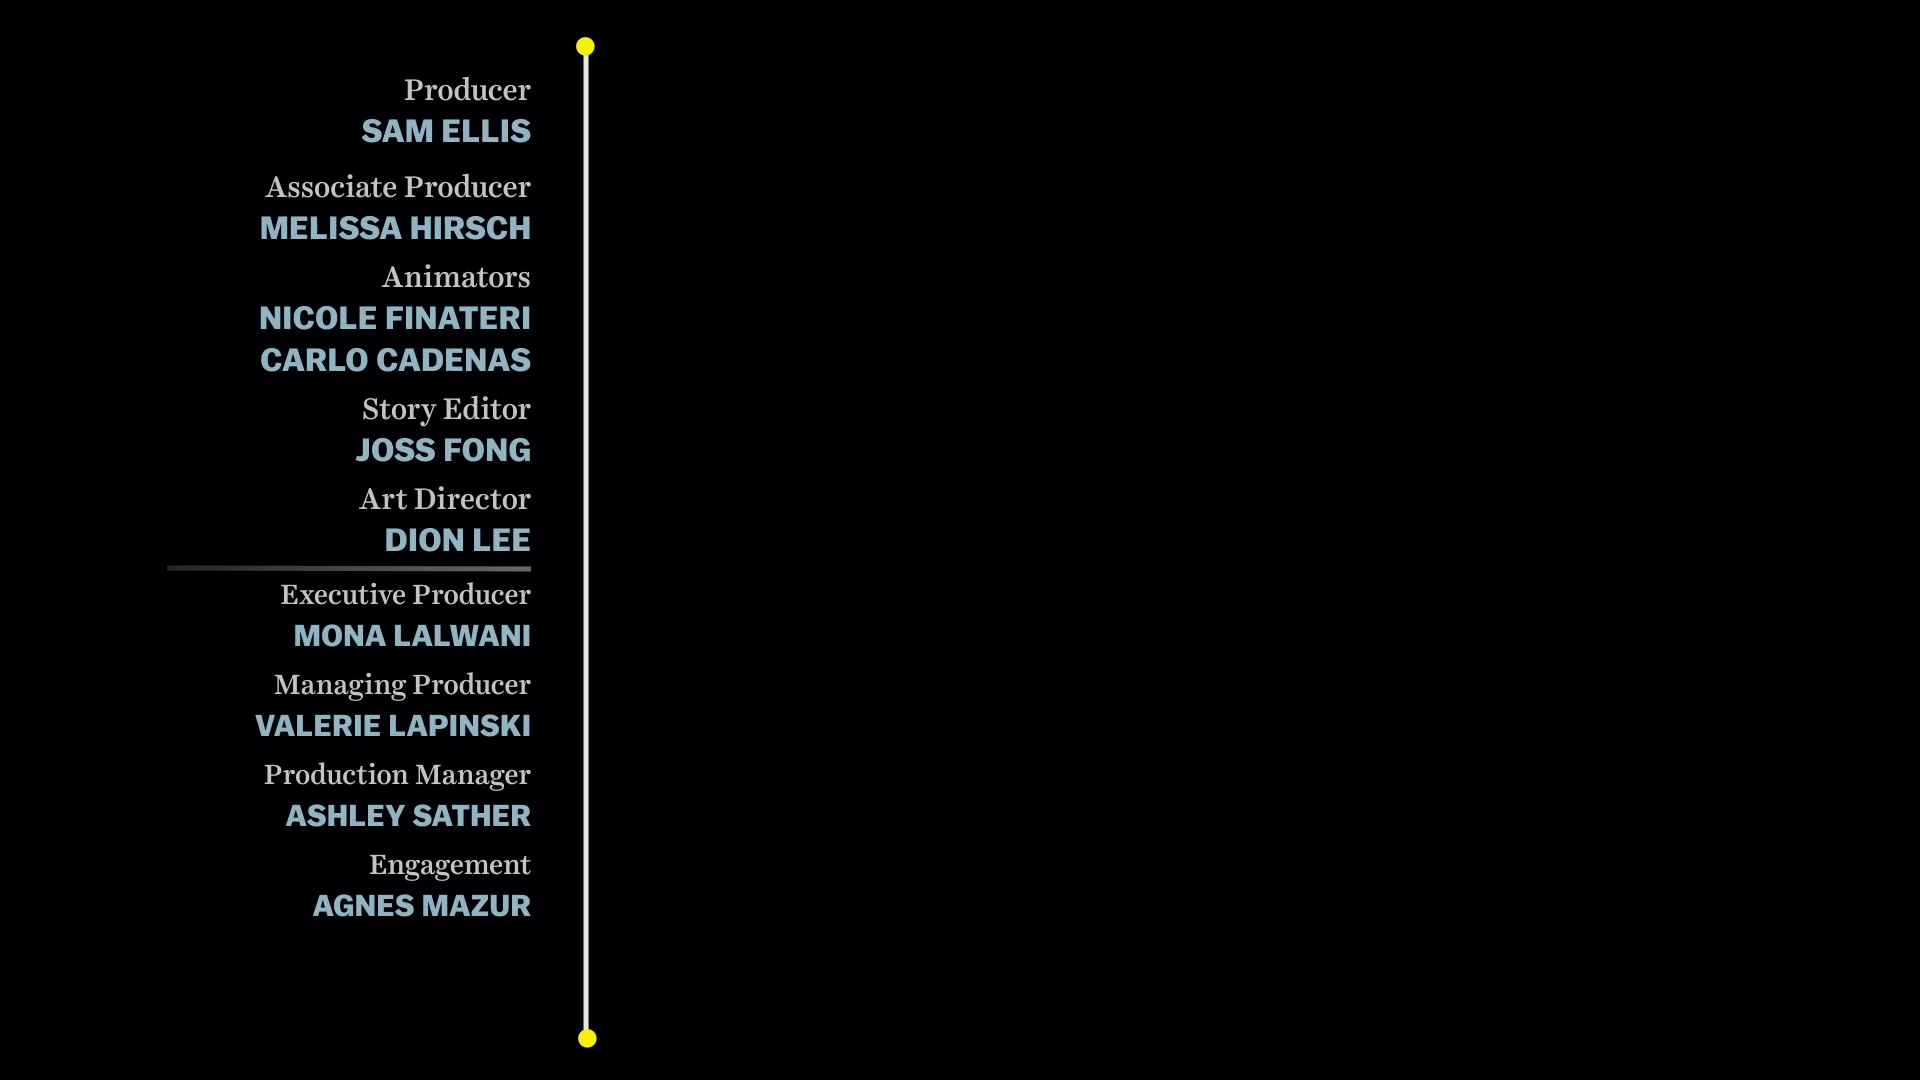 Producer
SAM ELLIS
Associate Producer
MELISSA HIRSCH
Animators
NICOLE FINATERI
CARLO CADENAS
Story Editor
JOSS FONG
Art Director
DION LEE
Executive Producer
MONA LALWANI
Managing Producer
VALERIE LAPINSKI
Production Manager
ASHLEY SATHER
Engagement
AGNES MAZUR